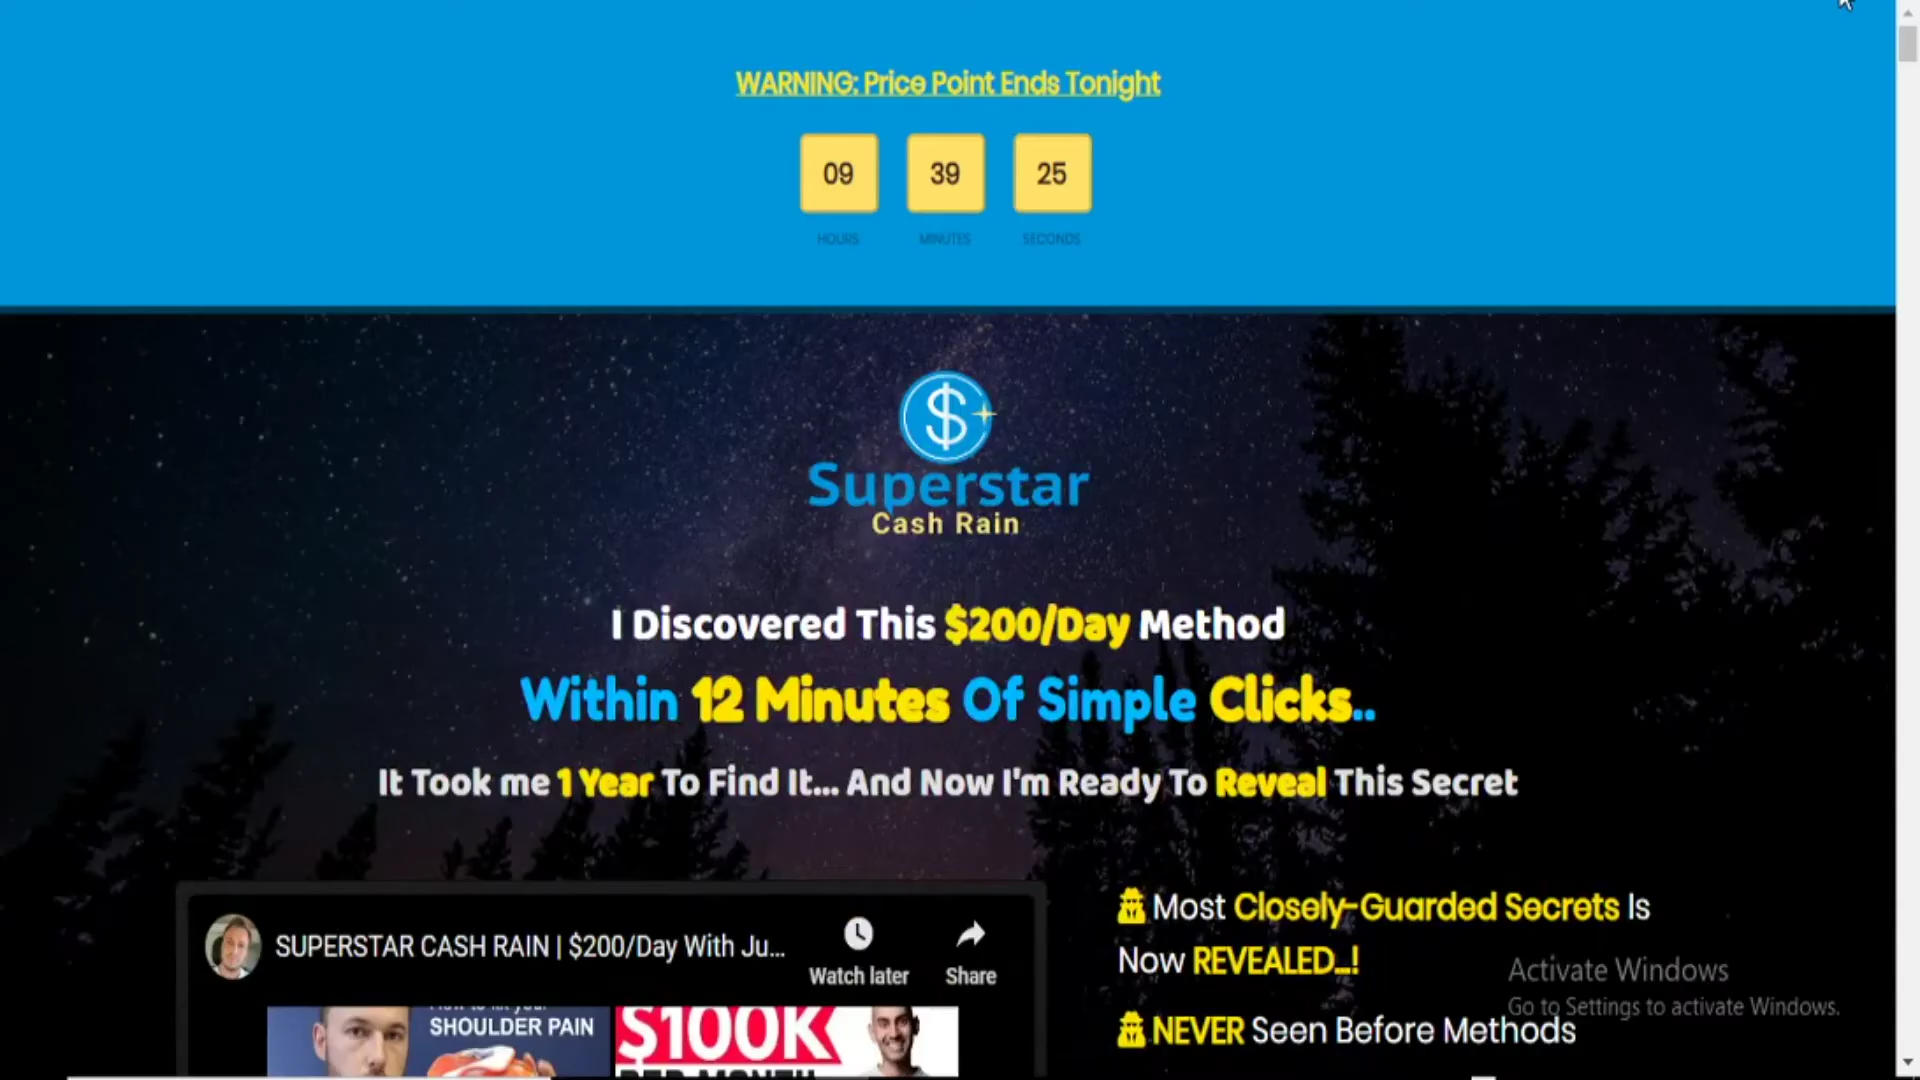 WARNING: Price Point Ends Tonight
09 39 25
HOURS MINUTES SECONDS
$
Superstar
Cash Rain
I Discovered This $200/Day Method
Within 12 Minutes Of Simple Clicks..
It Took me 1 Year To Find It... And Now I'm Ready To Reveal This Secret
SUPERSTAR CASH RAIN | $200/Day With Ju...
Watch later
Share
SHOULDER PAIN
$100K
PER MONTH
Most Closely-Guarded Secrets Is
Now REVEALED...!
NEVER Seen Before Methods
Activate Windows
Go to Settings to activate Windows.